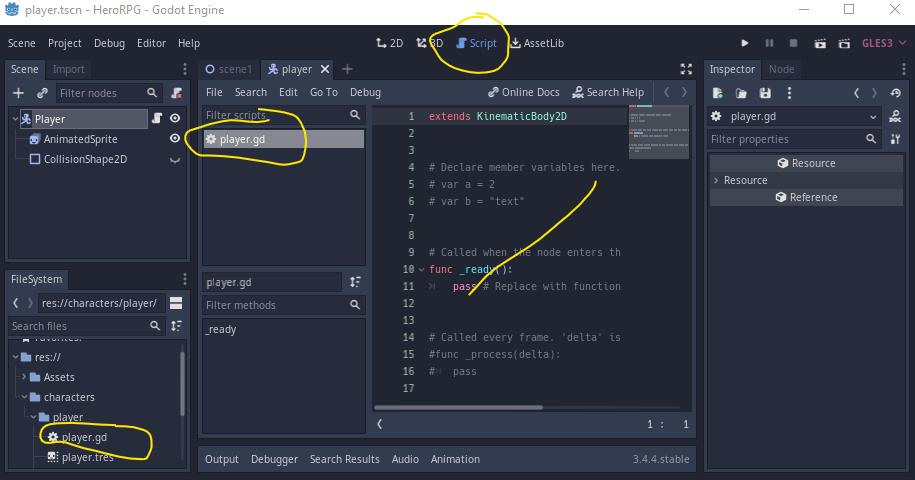 player.tscn - HeroRPG - Godot Engine
Scene Project Debug Editor Help
2D 3D Script AssetLib
GLES3
Scene Import
Filter nodes
Player
AnimatedSprite
CollisionShape2D
FileSystem
res://characters/player/
Search files
Favorites:
res://
Assets
characters
player
player.gd
player.tres
scene1 player
File Search Edit Go To Debug
Online Docs Search Help
Filter scripts
player.gd
player.gd
Filter methods
_ready
1 extends KinematicBody2D
2
3
4 # Declare member variables here.
5 # var a = 2
6 # var b = "text"
7
8
9 # Called when the node enters th
10 func _ready():
11 pass # Replace with function
12
13
14 # Called every frame. 'delta' is
15 #func _process(delta):
16 # pass
17
1 : 1
Output Debugger Search Results Audio Animation
3.4.4.stable
Inspector Node
player.gd
Filter properties
Resource
Resource
Reference